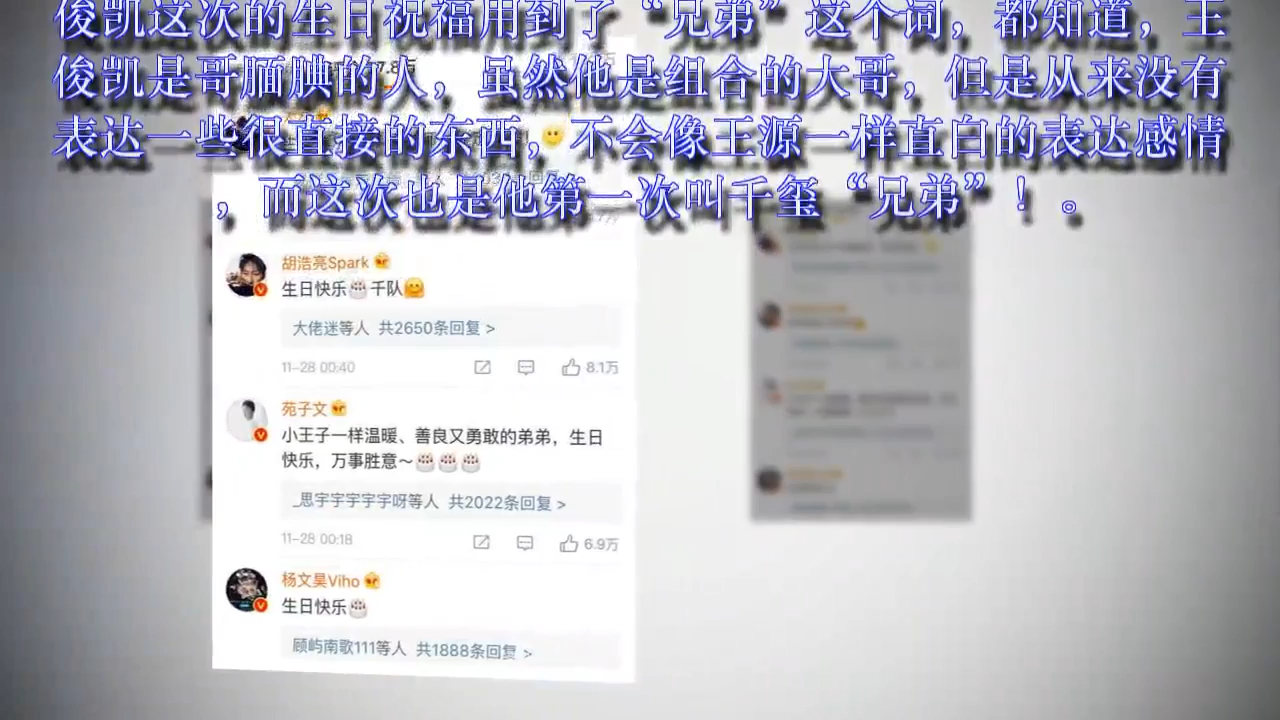 俊凯这次的生日祝福用到了“兄弟”这个词，都知道，王
俊凯是哥腼腆的人，虽然他是组合的大哥，但是从来没有
表达一些很直接的东西，不会像王源一样直白的表达感情
，而这次也是他第一次叫千玺“兄弟”！。
胡浩亮Spark
生日快乐🎂千队🤗
大佬迷等人 共2650条回复 >
11-28 00:40
8.1万
苑子文
小王子一样温暖、善良又勇敢的弟弟，生日
快乐，万事胜意～🎂🎂🎂
_思宇宇宇宇宇呀等人 共2022条回复 >
11-28 00:18
6.9万
杨文昊Viho
生日快乐🎂
顾屿南歌111等人 共1888条回复 >